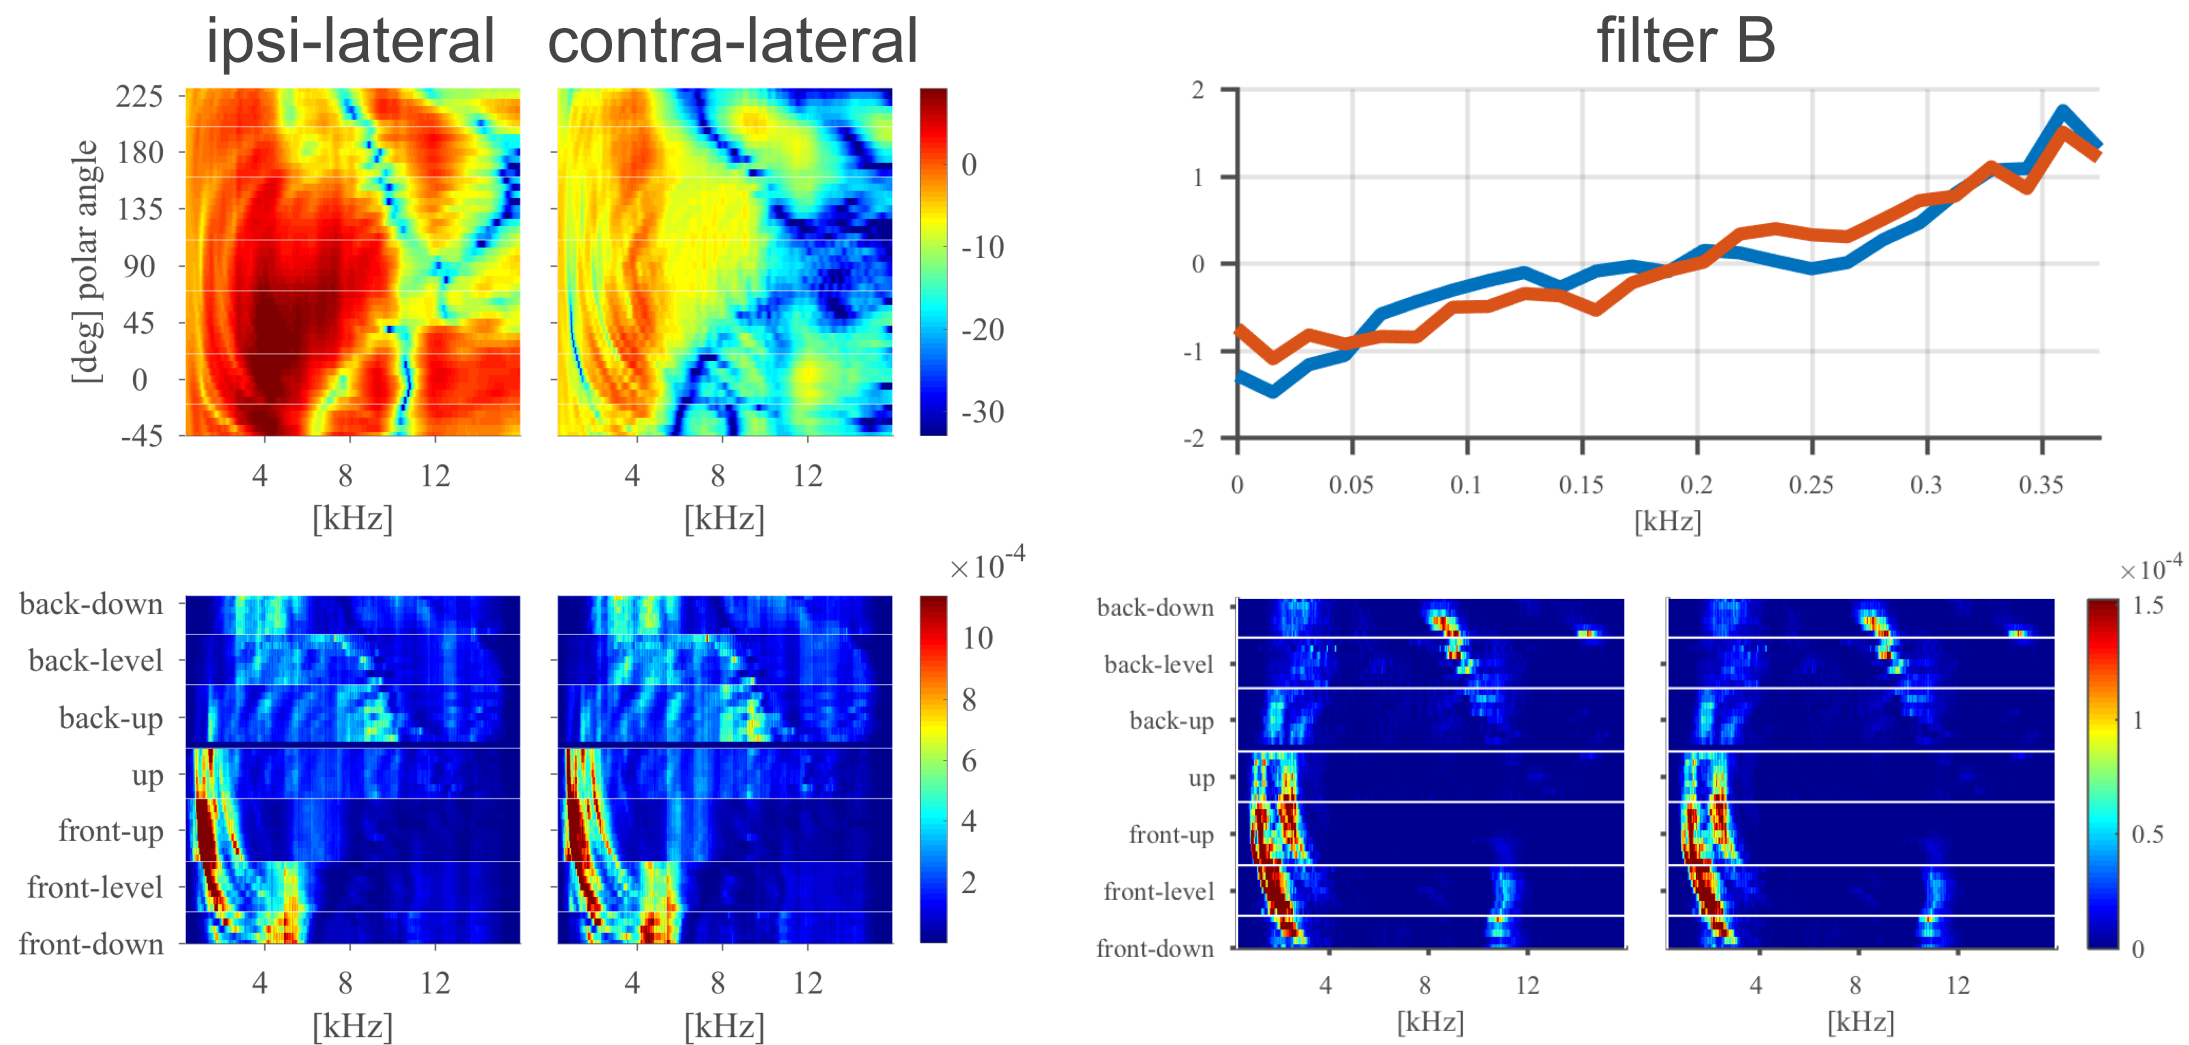 ipsi-lateral contra-lateral filter B
[deg] polar angle
225
180
135
90
45
0
-45
4 8 12
[kHz]
4 8 12
[kHz]
0
-10
-20
-30
2
1
0
-1
-2
0 0.05 0.1 0.15 0.2 0.25 0.3 0.35
[kHz]
×10-4
back-down
back-level
back-up
up
front-up
front-level
front-down
4 8 12
[kHz]
4 8 12
[kHz]
10
8
6
4
2
×10-4
back-down
back-level
back-up
up
front-up
front-level
front-down
4 8 12
[kHz]
4 8 12
[kHz]
1.5
1
0.5
0